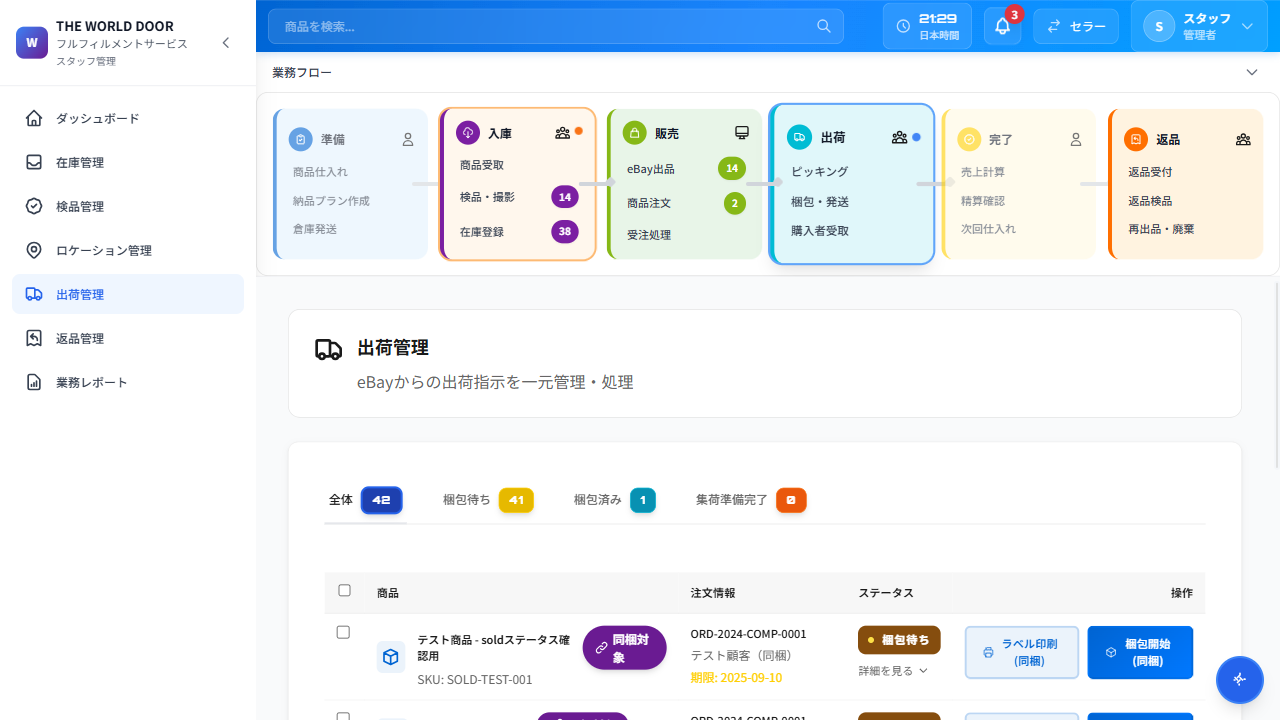 W
THE WORLD DOOR
フルフィルメントサービス
スタッフ管理
ダッシュボード
在庫管理
検品管理
ロケーション管理
出荷管理
返品管理
業務レポート
商品を検索...
21:29
日本時間
3
セラー
S
スタッフ
管理者
業務フロー
準備
商品仕入れ
納品プラン作成
倉庫発送
入庫
商品受取
検品・撮影 14
在庫登録 38
販売
eBay出品 14
商品注文 2
受注処理
出荷
ピッキング
梱包・発送
購入者受取
完了
売上計算
精算確認
次回仕入れ
返品
返品受付
返品検品
再出品・廃棄
出荷管理
eBayからの出荷指示を一元管理・処理
全体 42 梱包待ち 41 梱包済み 1 集荷準備完了 0
商品 注文情報 ステータス 操作
テスト商品 - soldステータス確
認用
SKU: SOLD-TEST-001
同梱対
象
ORD-2024-COMP-0001
テスト顧客（同梱）
期限: 2025-09-10
梱包待ち
詳細を見る
ラベル印刷
(同梱)
梱包開始
(同梱)